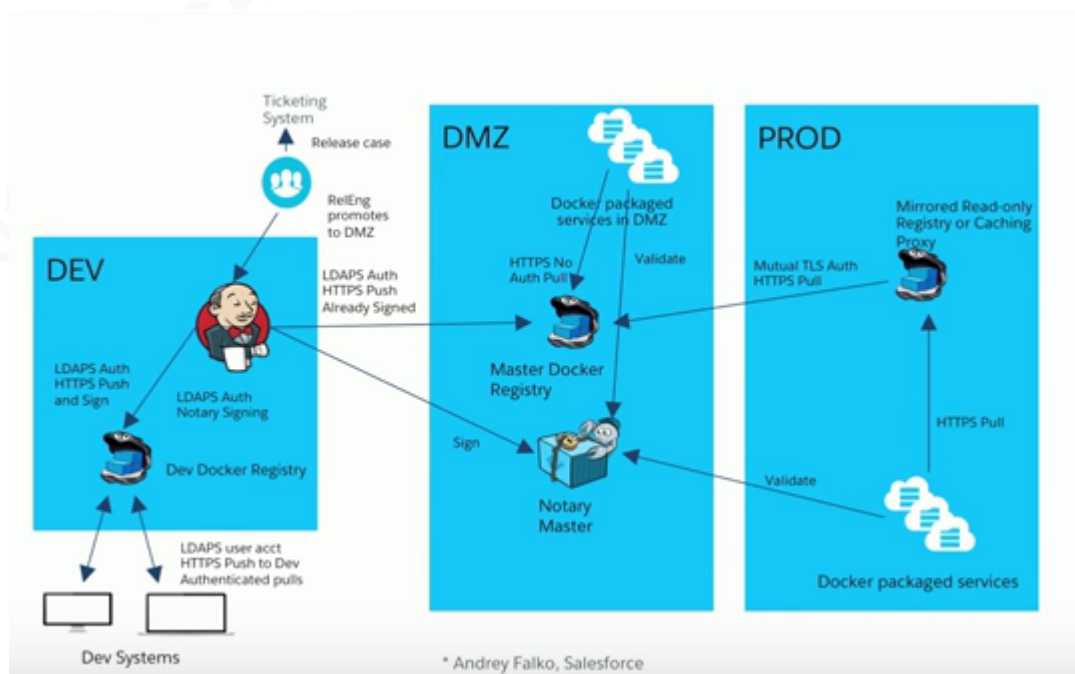 Ticketing
System
Release case
RelEng
promotes
to DMZ
DEV
LDAPS Auth
HTTPS Push
Already Signed
LDAPS Auth
HTTPS Push
and Sign
LDAPS Auth
Notary Signing
Dev Docker Registry
LDAPS user acct
HTTPS Push to Dev
Authenticated pulls
Dev Systems
DMZ
Docker packaged
services in DMZ
HTTPS No
Auth Pull
Validate
Master Docker
Registry
Sign
Notary
Master
PROD
Mirrored Read-only
Registry or Caching
Proxy
Mutual TLS Auth
HTTPS Pull
HTTPS Pull
Validate
Docker packaged services
* Andrey Falko, Salesforce